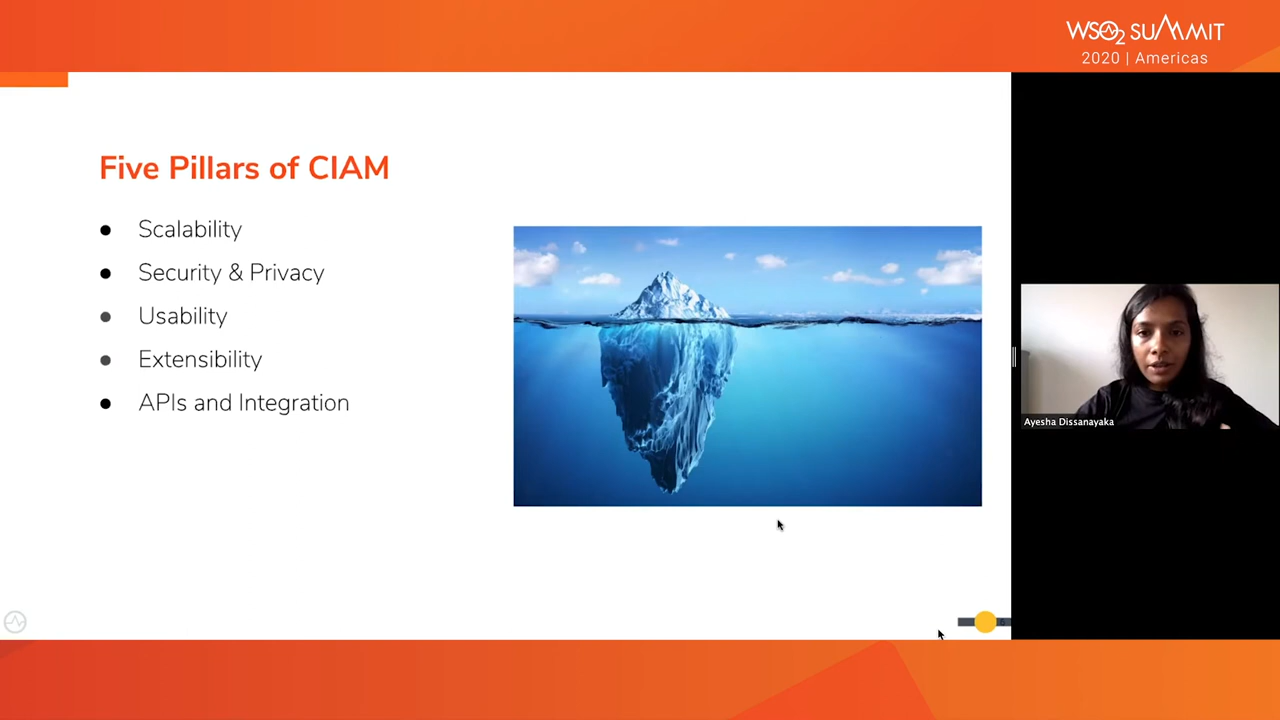 WSO2 SUMMIT
2020 | Americas
Five Pillars of CIAM
● Scalability
● Security & Privacy
● Usability
● Extensibility
● APIs and Integration
Ayesha Dissanayaka